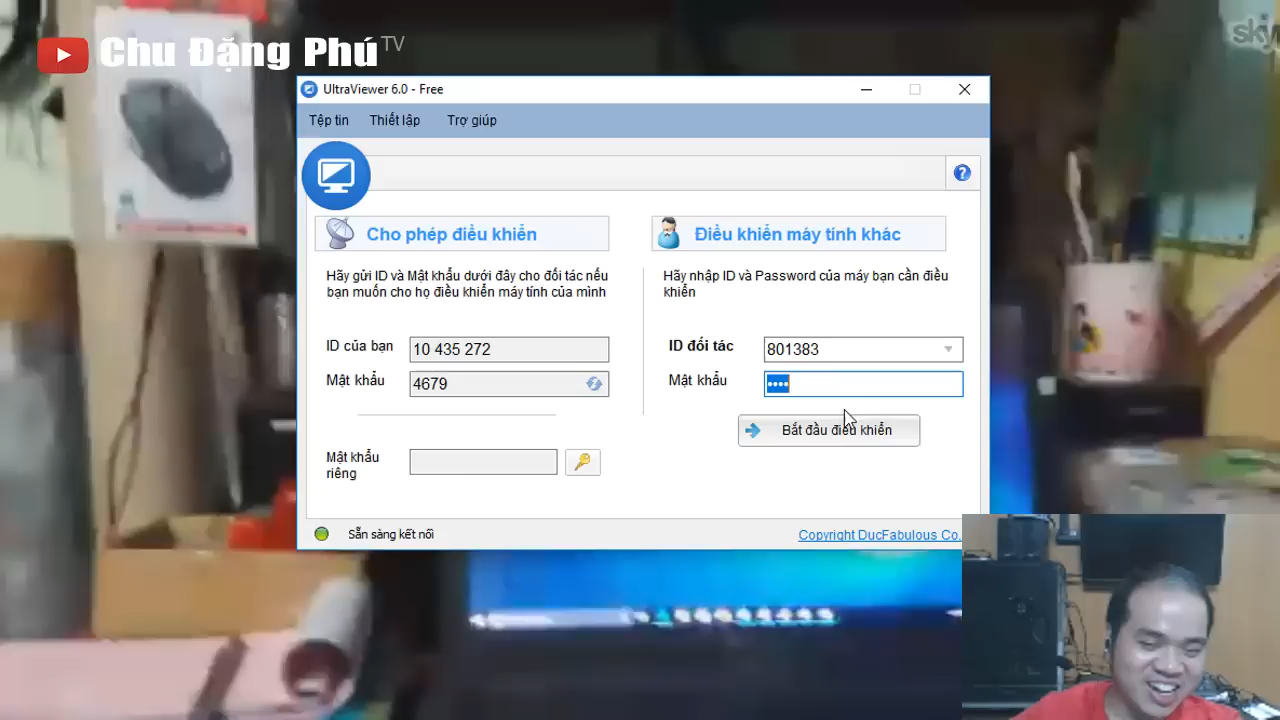 Chu Đặng Phú TV
sky
UltraViewer 6.0 - Free
Tệp tin Thiết lập Trợ giúp
Cho phép điều khiển
Hãy gửi ID và Mật khẩu dưới đây cho đối tác nếu
bạn muốn cho họ điều khiển máy tính của mình
ID của bạn 10 435 272
Mật khẩu 4679
Mật khẩu
riêng
Điều khiển máy tính khác
Hãy nhập ID và Password của máy bạn cần điều
khiển
ID đối tác 801383
Mật khẩu ••••
Bắt đầu điều khiển
Sẵn sàng kết nối
Copyright DucFabulous Co.